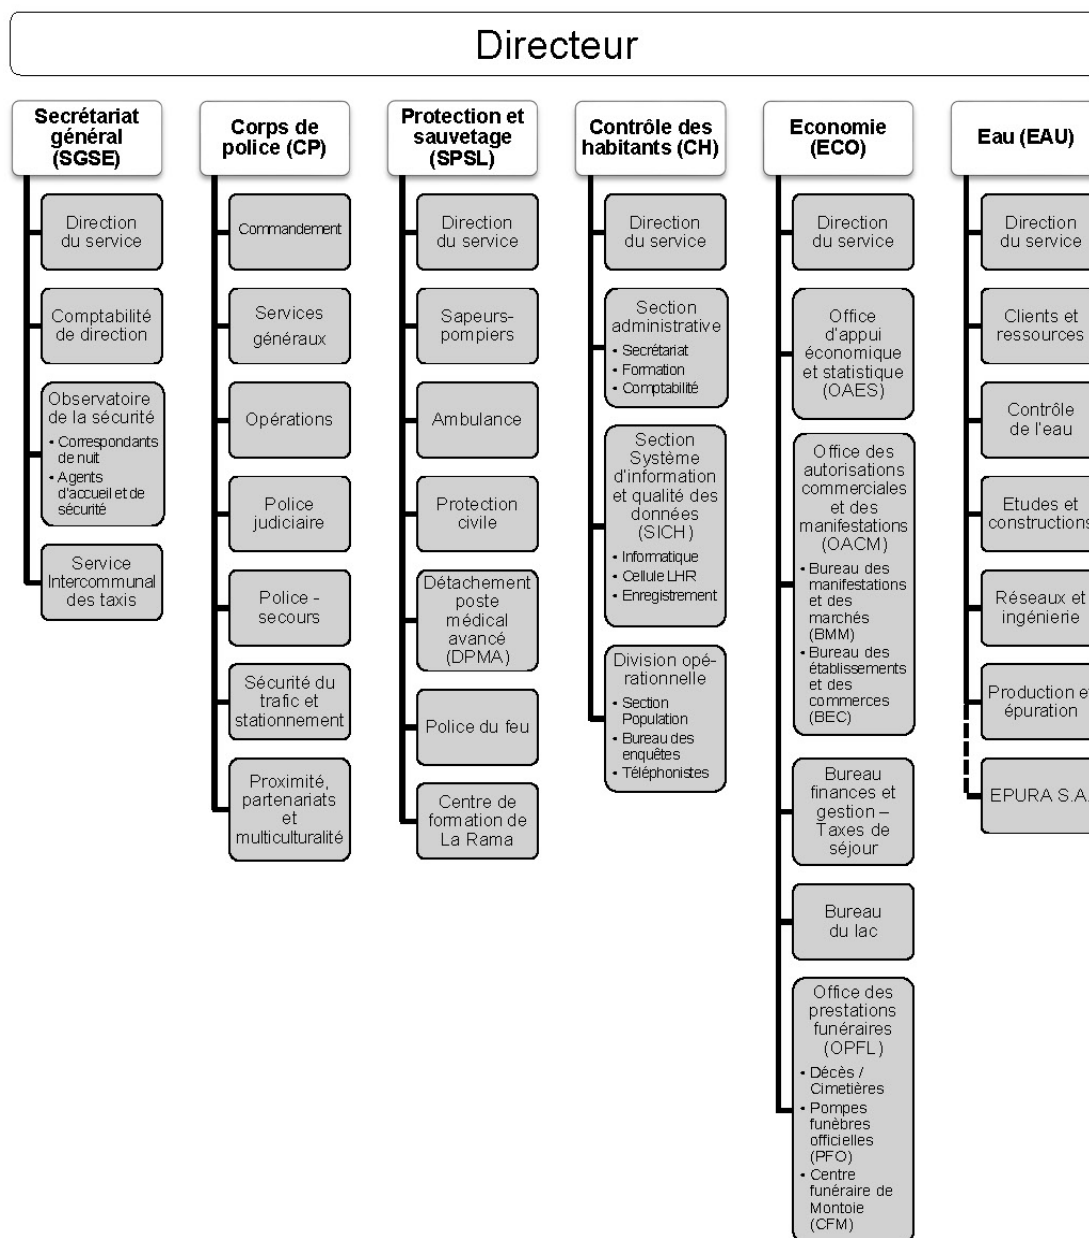 Directeur
Secrétariat
général
(SGSE)
Direction
du service
Comptabilité
de direction
Observatoire
de la sécurité
• Correspondants
de nuit
• Agents
d'accueil et de
sécurité
Service
Intercommunal
des taxis
Corps de
police (CP)
Commandement
Services
généraux
Opérations
Police
judiciaire
Police -
secours
Sécurité du
trafic et
stationnement
Proximité,
partenariats
et
multiculturalité
Protection et
sauvetage
(SPSL)
Direction
du service
Sapeurs-
pompiers
Ambulance
Protection
civile
Détachement
poste
médical
avancé
(DPMA)
Police du feu
Centre de
formation de
La Rama
Contrôle des
habitants (CH)
Direction
du service
Section
administrative
• Secrétariat
• Formation
• Comptabilité
Section
Système
d'information
et qualité des
données
(SICH)
• Informatique
• Cellule LHR
• Enregistrement
Division opé-
rationnelle
• Section
Population
• Bureau des
enquêtes
• Téléphonistes
Economie
(ECO)
Direction
du service
Office
d'appui
économique
et statistique
(OAES)
Office des
autorisations
commerciales
et des
manifestations
(OACM)
• Bureau des
manifestations
et des
marchés
(BMM)
• Bureau des
établissements
et des
commerces
(BEC)
Bureau
finances et
gestion –
Taxes de
séjour
Bureau
du lac
Office des
prestations
funéraires
(OPFL)
• Décès /
Cimetières
• Pompes
funèbres
officielles
(PFO)
• Centre
funéraire de
Montoie
(CFM)
Eau (EAU)
Direction
du service
Clients et
ressources
Contrôle
de l'eau
Etudes et
constructions
Réseaux et
ingénierie
Production et
épuration
EPURA S.A.